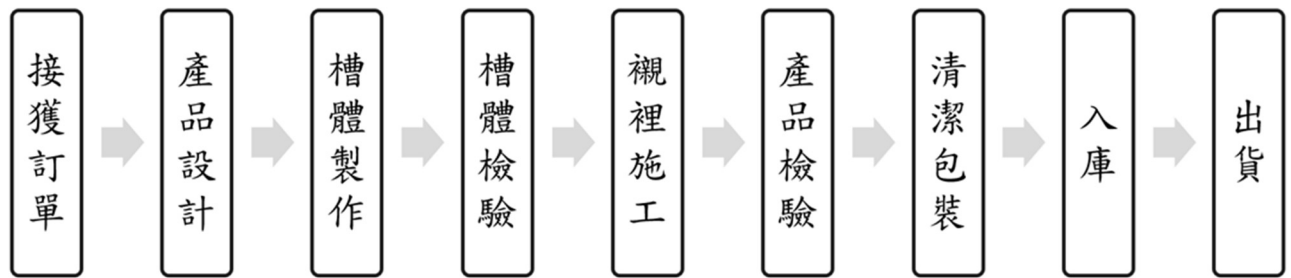 接獲訂單
產品設計
槽體製作
槽體檢驗
襯裡施工
產品檢驗
清潔包裝
入庫
出貨